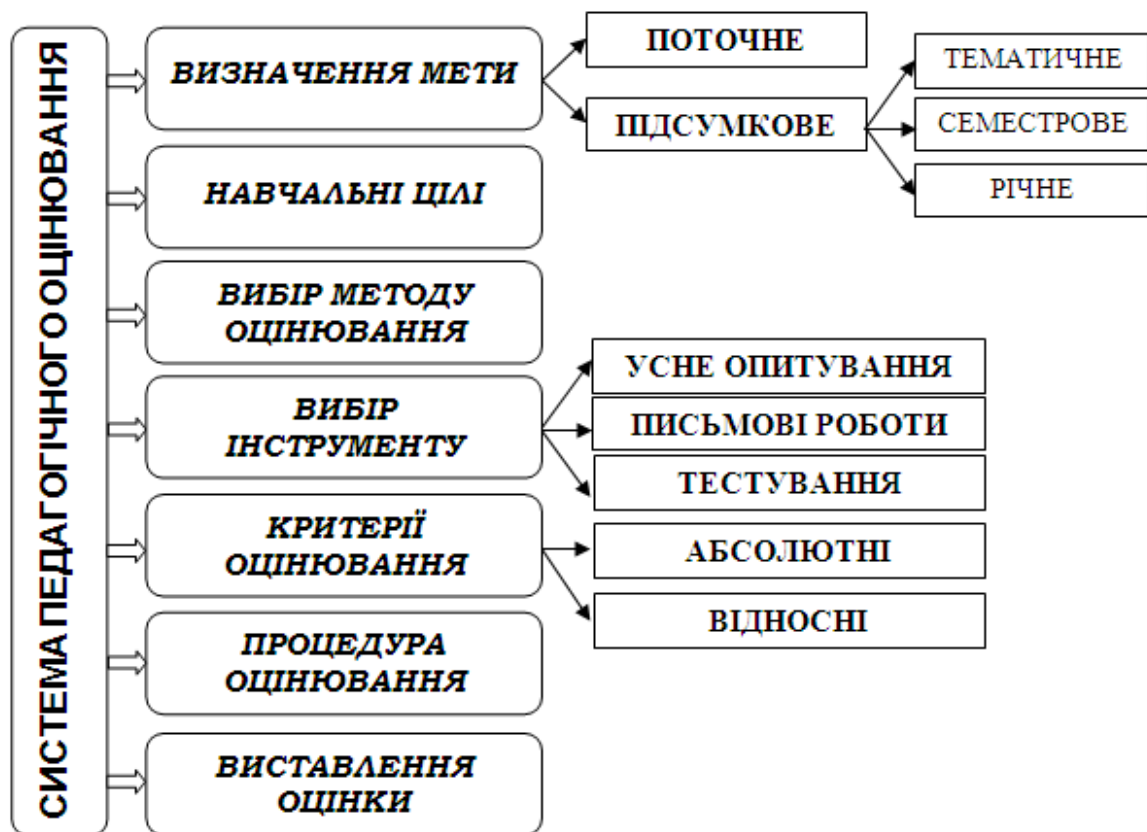 СИСТЕМА ПЕДАГОГІЧНОГО ОЦІНЮВАННЯ
ВИЗНАЧЕННЯ МЕТИ
ПОТОЧНЕ
ПІДСУМКОВЕ
ТЕМАТИЧНЕ
СЕМЕСТРОВЕ
РІЧНЕ
НАВЧАЛЬНІ ЦІЛІ
ВИБІР МЕТОДУ
ОЦІНЮВАННЯ
ВИБІР
ІНСТРУМЕНТУ
УСНЕ ОПИТУВАННЯ
ПИСЬМОВІ РОБОТИ
ТЕСТУВАННЯ
КРИТЕРІЇ
ОЦІНЮВАННЯ
АБСОЛЮТНІ
ВІДНОСНІ
ПРОЦЕДУРА
ОЦІНЮВАННЯ
ВИСТАВЛЕННЯ
ОЦІНКИ